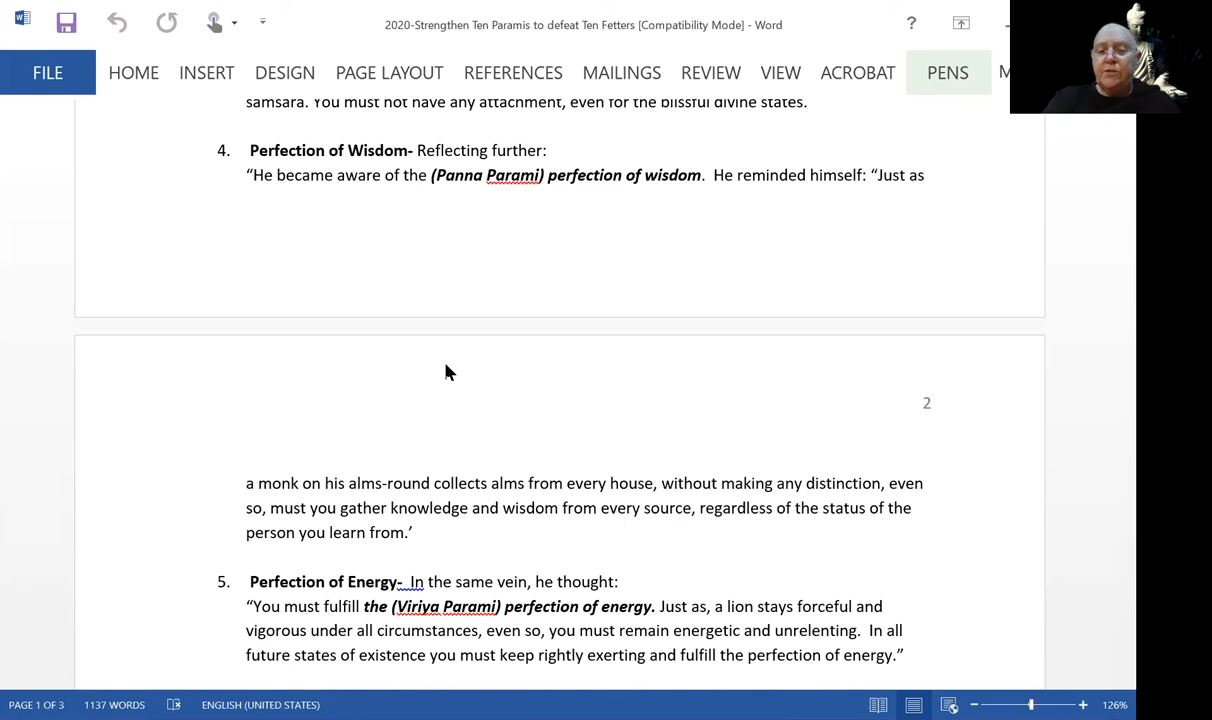 2020-Strengthen Ten Paramis to defeat Ten Fetters [Compatibility Mode] - Word
?
FILE HOME INSERT DESIGN PAGE LAYOUT REFERENCES MAILINGS REVIEW VIEW ACROBAT PENS M
samsara. You must not have any attachment, even for the blissful divine states.
4. Perfection of Wisdom- Reflecting further:
“He became aware of the (Panna Parami) perfection of wisdom. He reminded himself: “Just as
2
a monk on his alms-round collects alms from every house, without making any distinction, even
so, must you gather knowledge and wisdom from every source, regardless of the status of the
person you learn from.’
5. Perfection of Energy- In the same vein, he thought:
“You must fulfill the (Viriya Parami) perfection of energy. Just as, a lion stays forceful and
vigorous under all circumstances, even so, you must remain energetic and unrelenting. In all
future states of existence you must keep rightly exerting and fulfill the perfection of energy.”
PAGE 1 OF 3 1137 WORDS ENGLISH (UNITED STATES) 126%